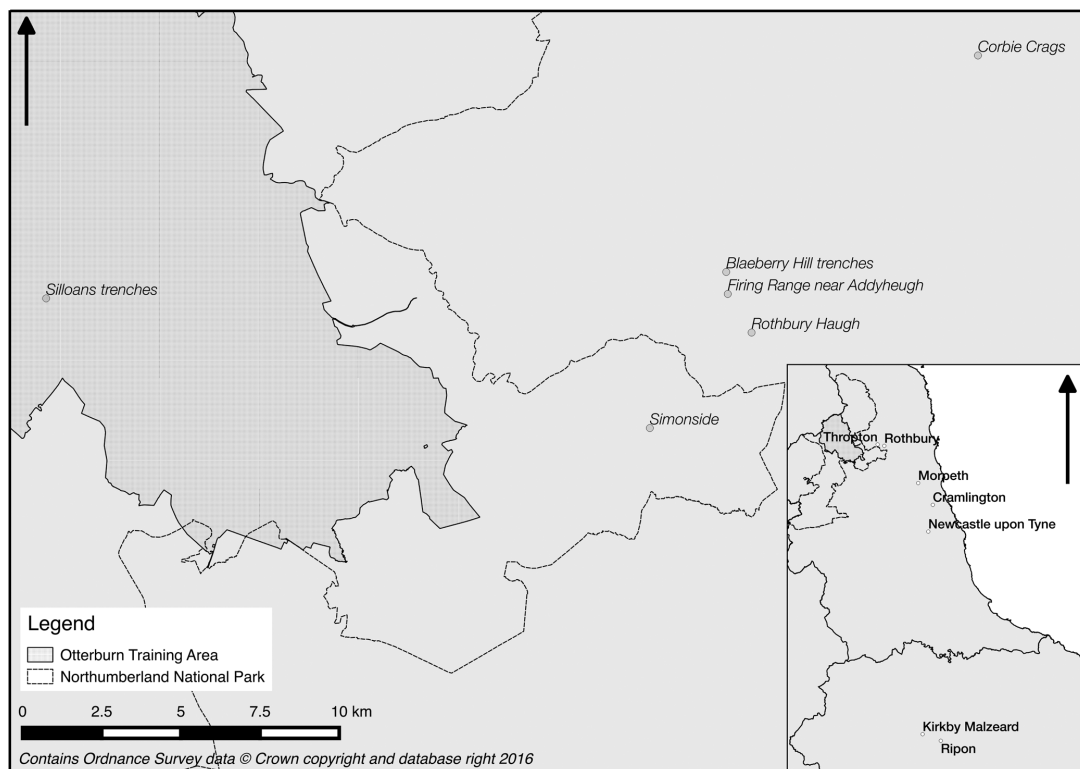 Corbie Crags
Blaeberry Hill trenches
Firing Range near Addyheugh
Silloans trenches
Rothbury Haugh
Simonside
Thropton
Rothbury
Morpeth
Cramlington
Newcastle upon Tyne
Kirkby Malzeard
Ripon
Legend
Otterburn Training Area
Northumberland National Park
0 2.5 5 7.5 10 km
Contains Ordnance Survey data © Crown copyright and database right 2016